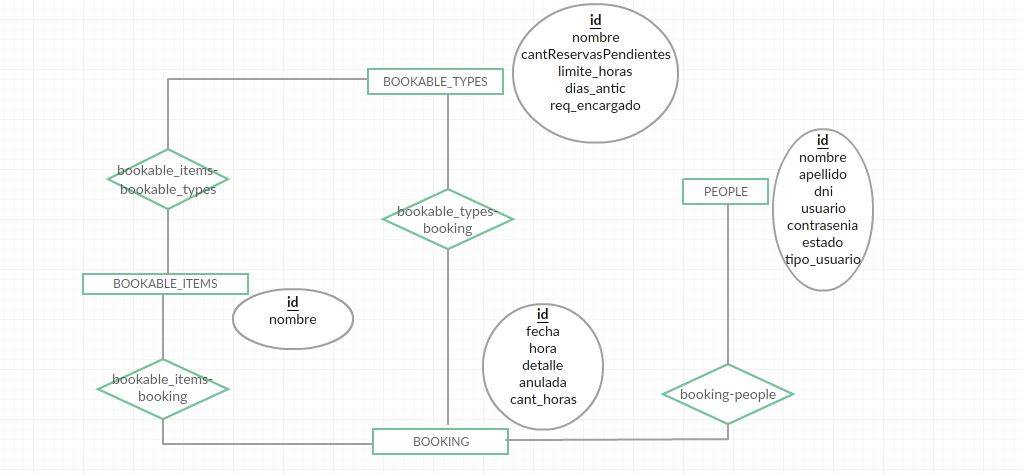 id
nombre
cantReservasPendientes
limite_horas
dias_antic
req_encargado
BOOKABLE_TYPES
id
nombre
apellido
dni
usuario
contrasenia
estado
tipo_usuario
bookable_items-
bookable_types
PEOPLE
bookable_types-
booking
BOOKABLE_ITEMS
id
nombre
id
fecha
hora
detalle
anulada
cant_horas
bookable_items-
booking
booking-people
BOOKING